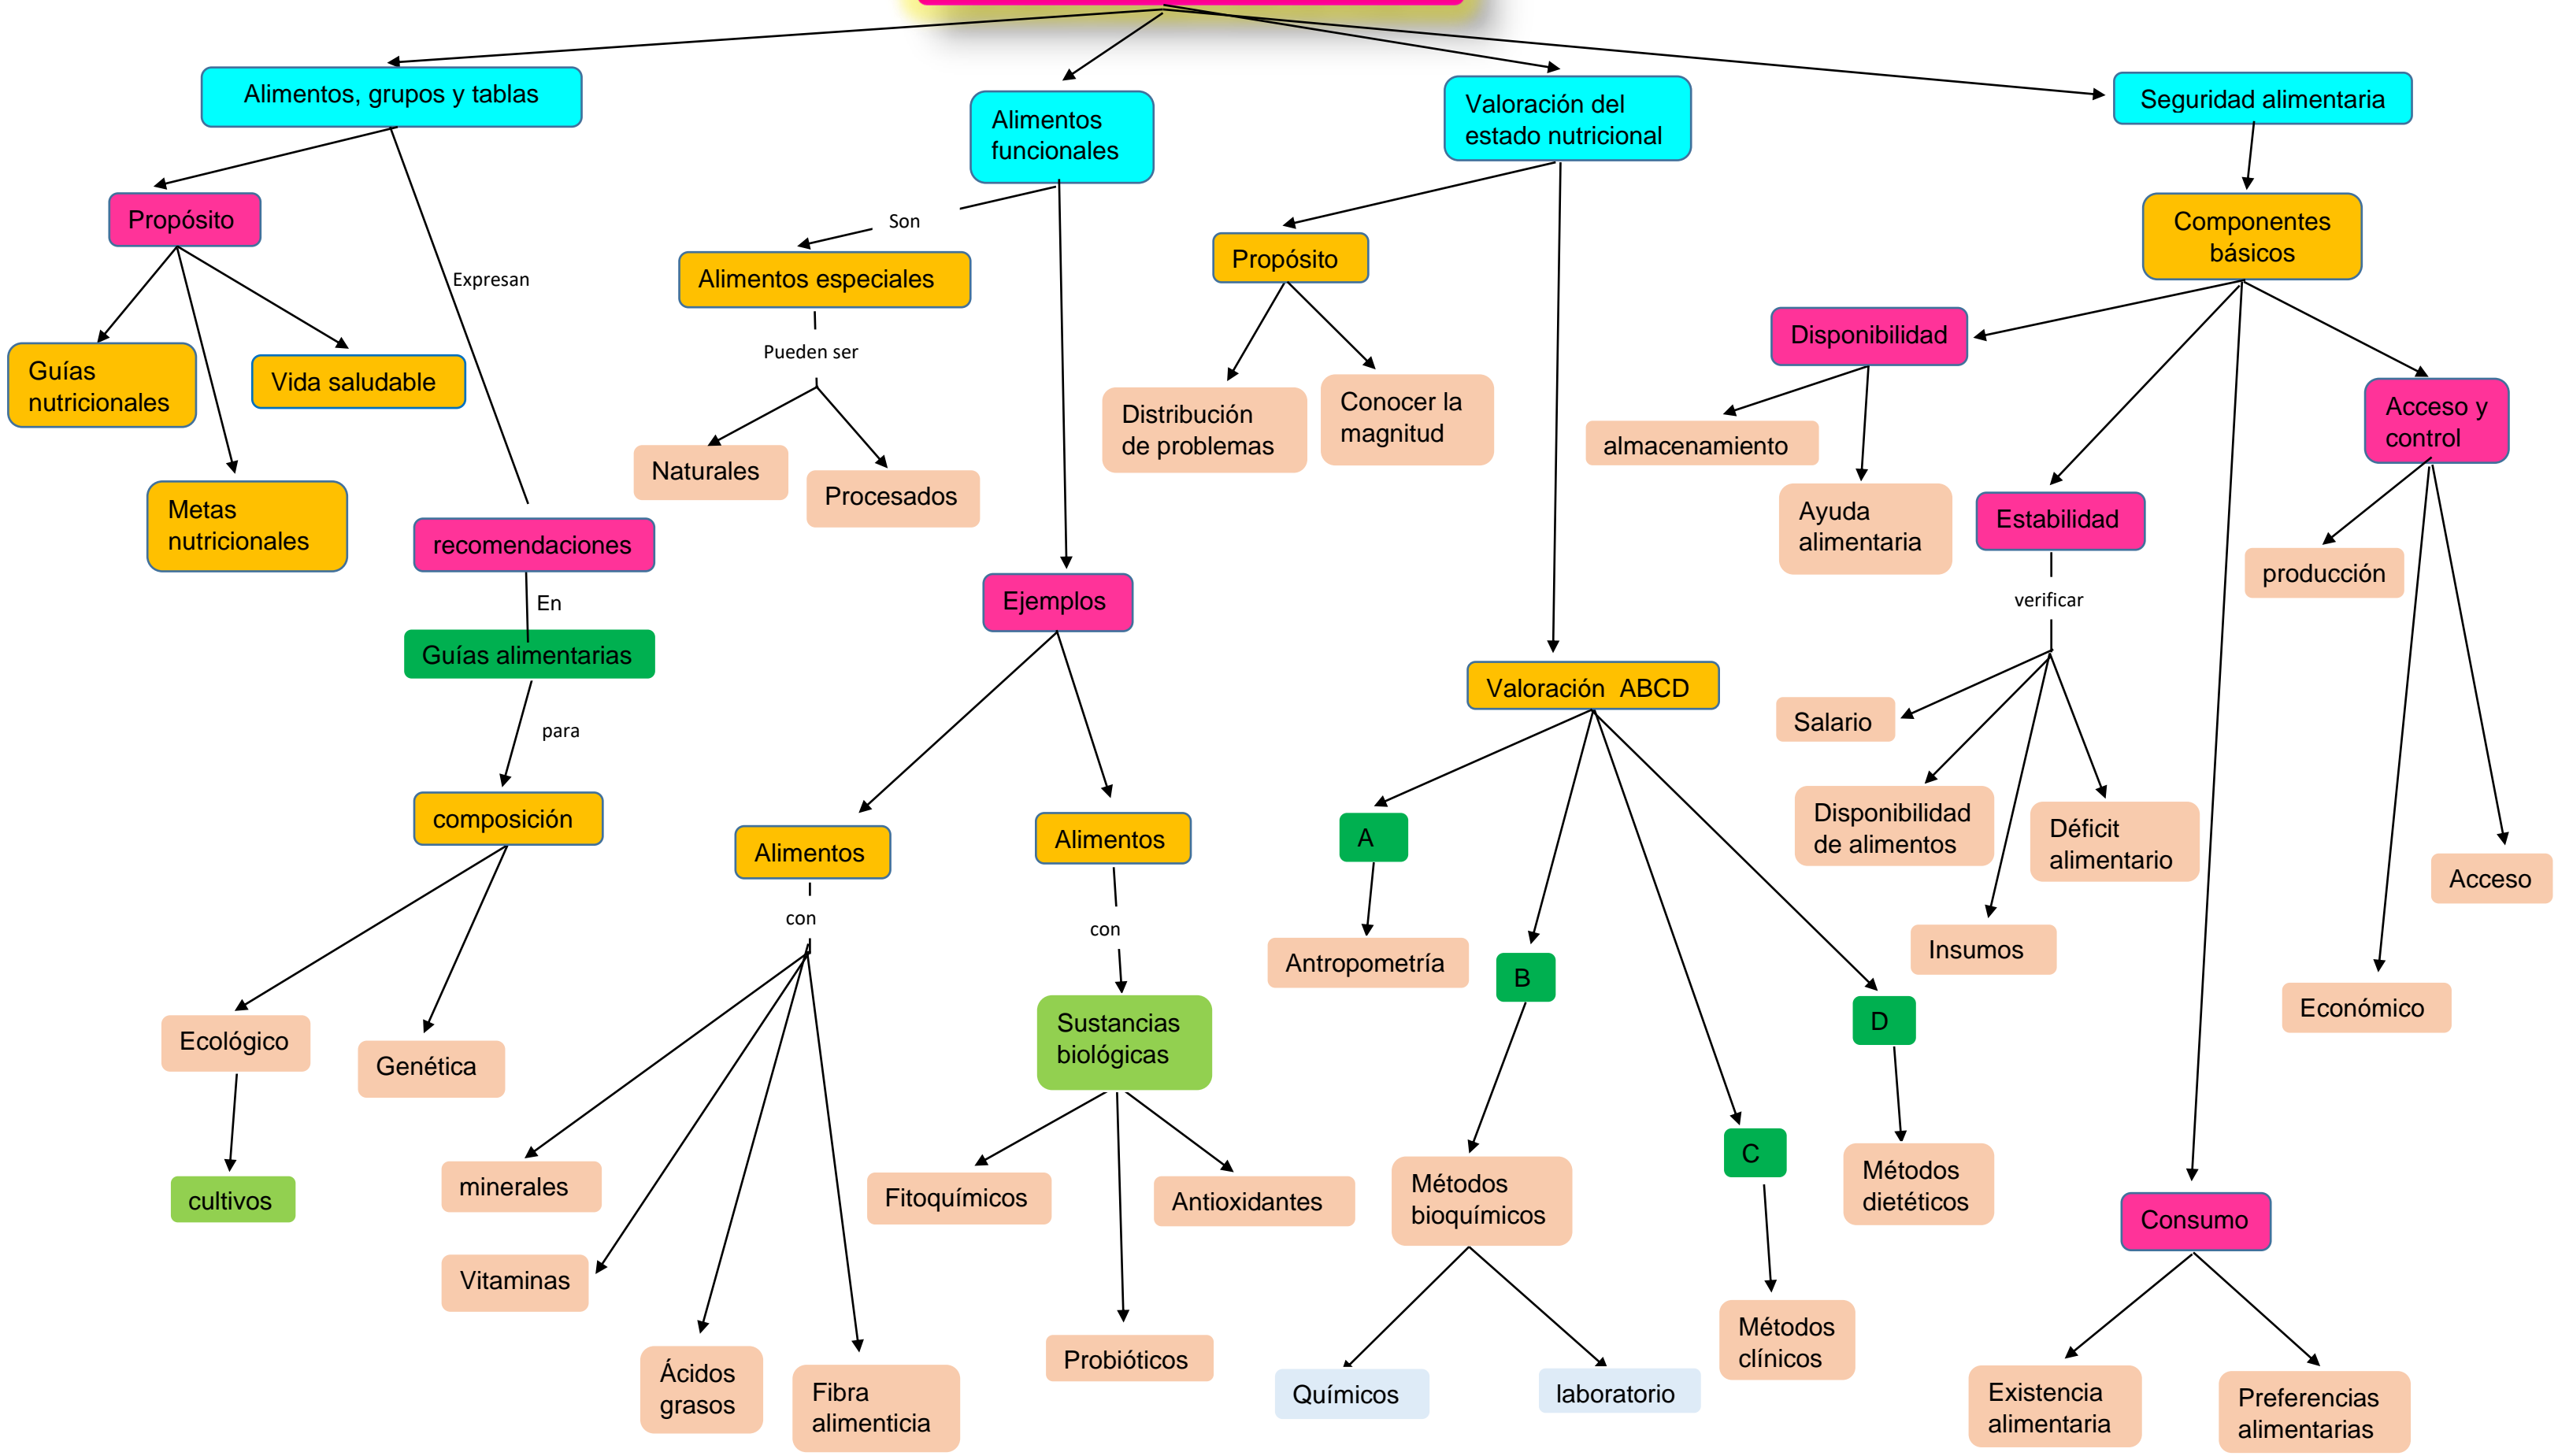 Alimentos, grupos y tablas
Alimentos
funcionales
Valoración del
estado nutricional
Seguridad alimentaria
Propósito
Expresan
Guías
nutricionales
Vida saludable
Metas
nutricionales
recomendaciones
En
Guías alimentarias
para
composición
Ecológico
Genética
cultivos
Son
Alimentos especiales
Pueden ser
Naturales
Procesados
Ejemplos
Alimentos
con
minerales
Vitaminas
Ácidos
grasos
Fibra
alimenticia
Alimentos
con
Sustancias
biológicas
Fitoquímicos
Antioxidantes
Probióticos
Propósito
Distribución
de problemas
Conocer la
magnitud
Valoración  ABCD
A
Antropometría
B
Métodos
bioquímicos
Químicos
laboratorio
C
Métodos
clínicos
D
Métodos
dietéticos
Componentes
básicos
Disponibilidad
almacenamiento
Ayuda
alimentaria
Estabilidad
verificar
Salario
Disponibilidad
de alimentos
Insumos
Déficit
alimentario
Acceso y
control
producción
Económico
Acceso
Consumo
Existencia
alimentaria
Preferencias
alimentarias